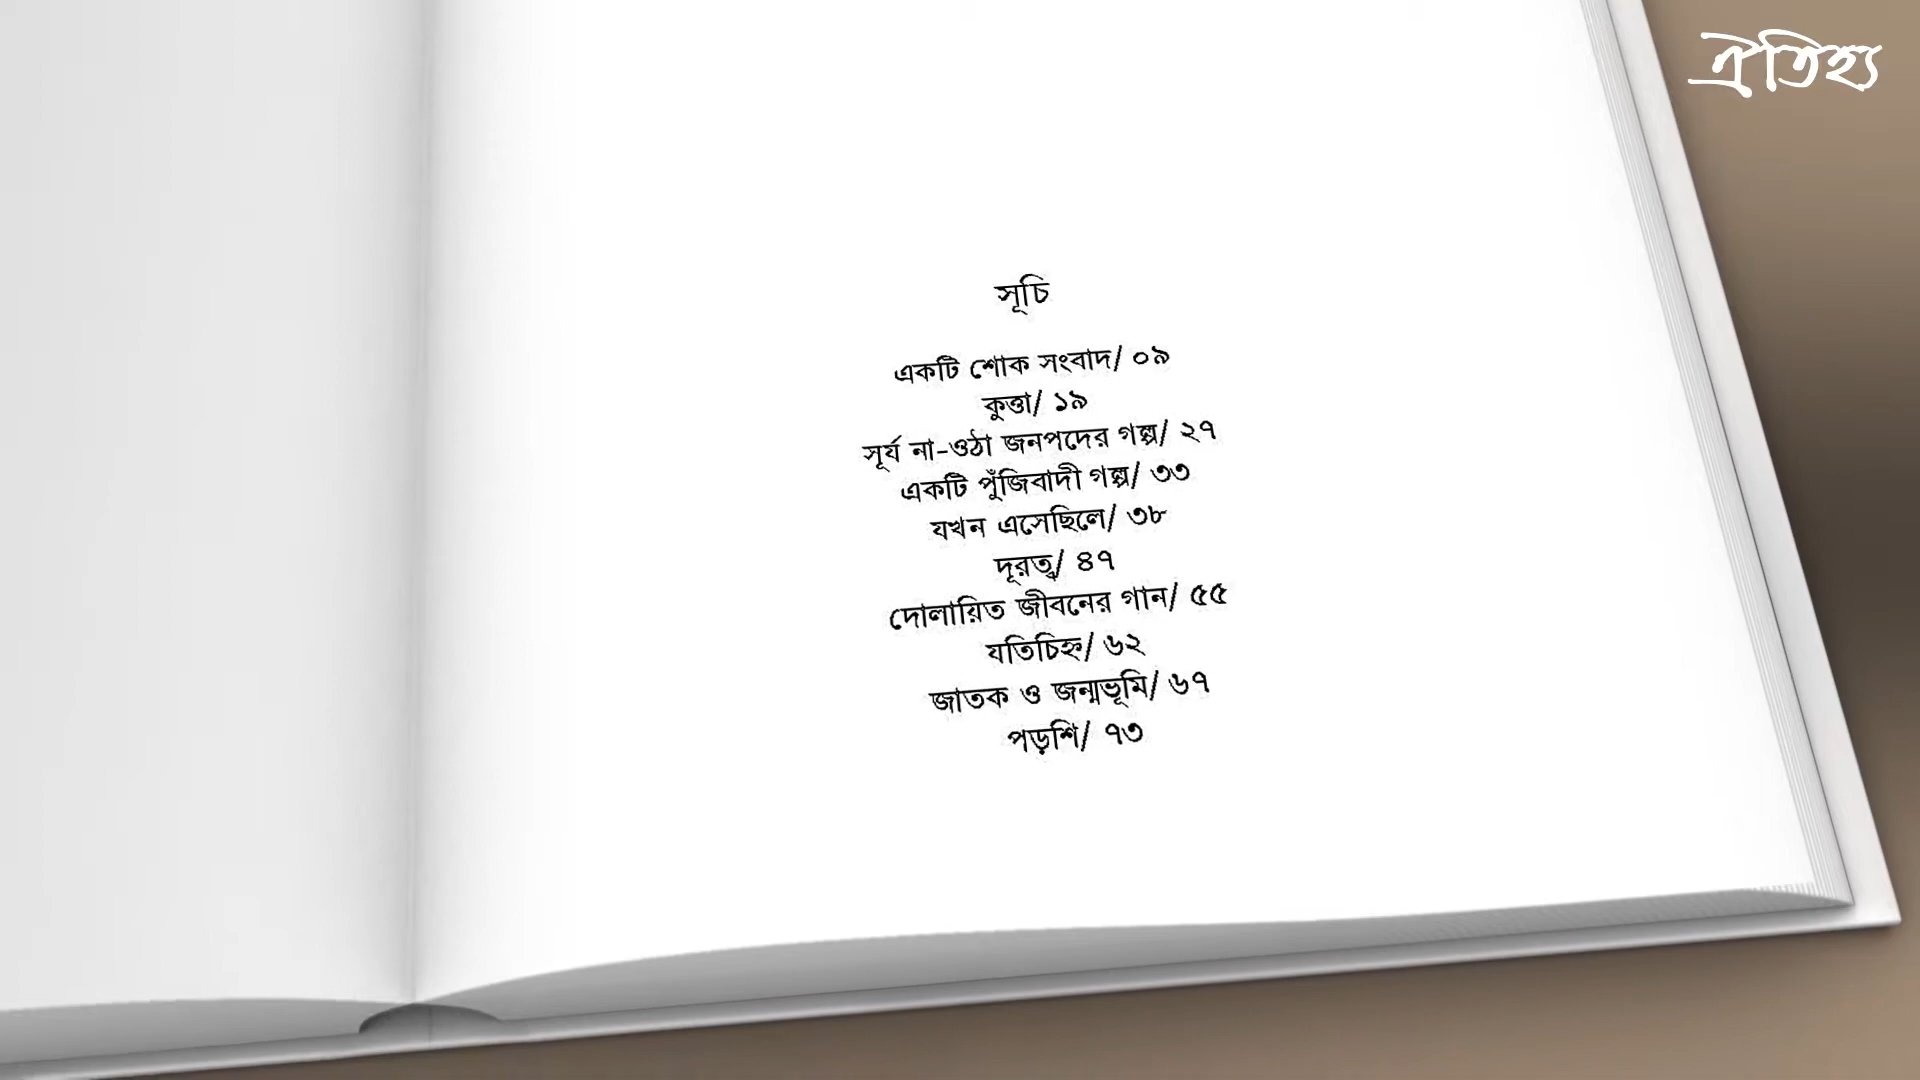 ঐতিহ্য
সূচি
একটি শোক সংবাদ/ ০৯
কুত্তা/ ১৯
সূর্য না-ওঠা জনপদের গল্প/ ২৭
একটি পুঁজিবাদী গল্প/ ৩৩
যখন এসেছিলে/ ৩৮
দূরত্ব/ ৪৭
দোলায়িত জীবনের গান/ ৫৫
যতিচিহ্ন/ ৬২
জাতক ও জন্মভূমি/ ৬৭
পড়শি/ ৭৩